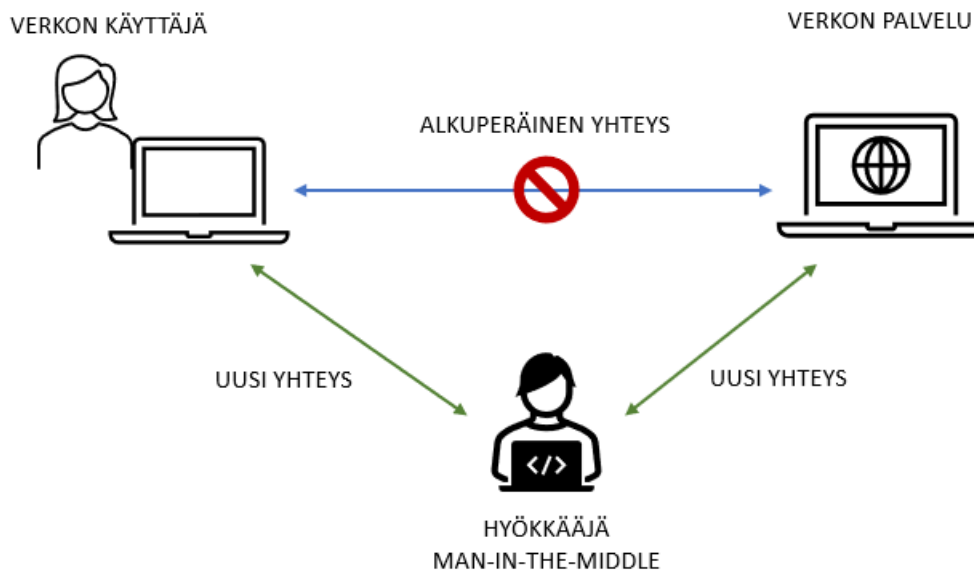 VERKON KÄYTTÄJÄ
VERKON PALVELU
ALKUPERÄINEN YHTEYS
UUSI YHTEYS
UUSI YHTEYS
</>
HYÖKKÄÄJÄ
MAN-IN-THE-MIDDLE